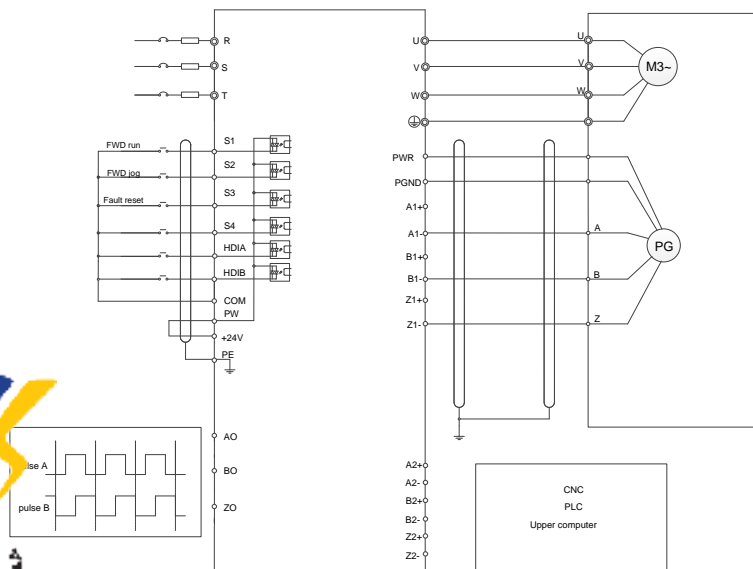 R
S
T
FWD run
FWD jog
Fault reset
S1
S2
S3
S4
HDIA
HDIB
COM
PW
+24V
PE
AO
BO
ZO
pulse B
U
V
W
PWR
PGND
A1+
A1-
B1+
B1-
Z1+
Z1-
A2+
A2-
B2+
B2-
Z2+
Z2-
U
V
W
M3~
A
B
Z
PG
CNC
PLC
Upper computer